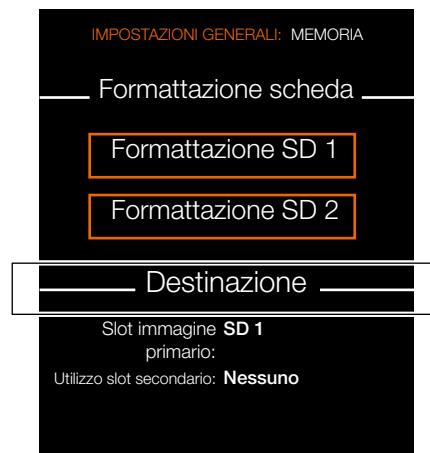 IMPOSTAZIONI GENERALI: MEMORIA
Formattazione scheda
Formattazione SD 1
Formattazione SD 2
Destinazione
Slot immagine SD 1
primario:
Utilizzo slot secondario: Nessuno